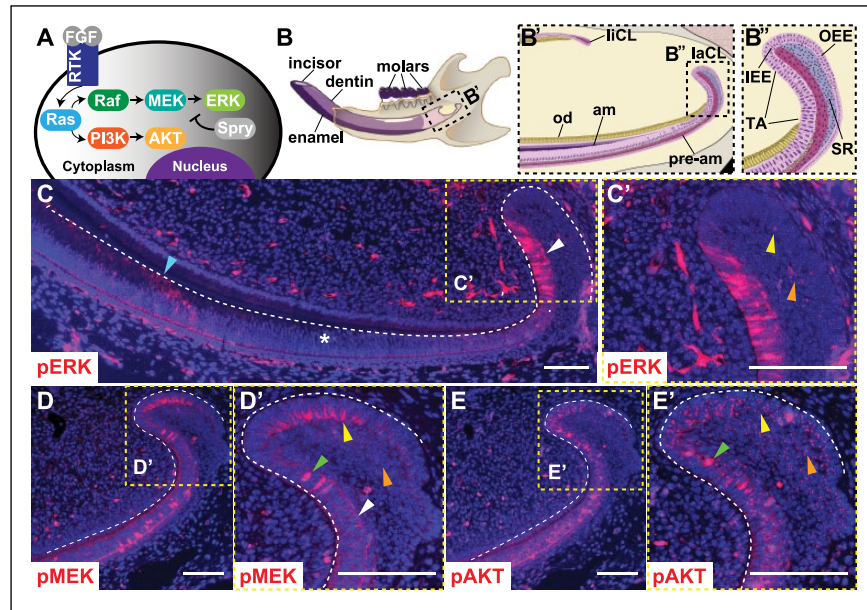 A
FGF
RTK
Raf
MEK
ERK
Ras
PI3K
AKT
Spry
Cytoplasm
Nucleus
B
incisor
molars
dentin
enamel
B'
B'
liCL
B'' laCL
od
am
pre-am
B''
OEE
IEE
TA
SR
C
C'
*
pERK
C'
pERK
D
D'
pMEK
D'
pMEK
E
E'
pAKT
E'
pAKT